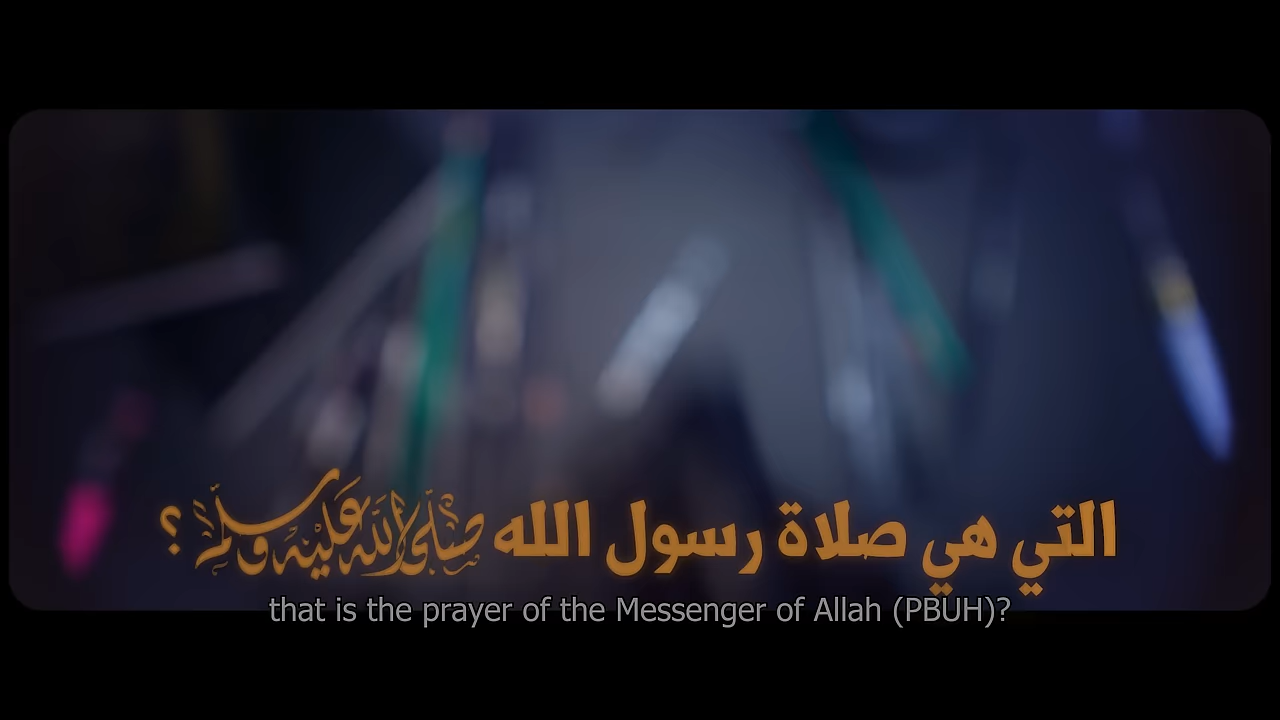 التي هي صلاة رسول الله صلى الله عليه وسلم ؟
that is the prayer of the Messenger of Allah (PBUH)?